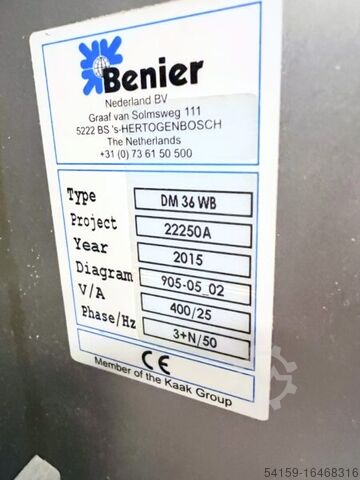 Benier
Nederland BV
Graaf van Solmsweg 111
5222 BS 's-HERTOGENBOSCH
The Netherlands
+31 (0) 73 61 50 500
Type DM 36 WB
Project 22250A
Year 2015
Diagram 905-05_02
V/A 400/25
Phase/Hz 3+N/50
CE
Member of the Kaak Group
54159-16468316